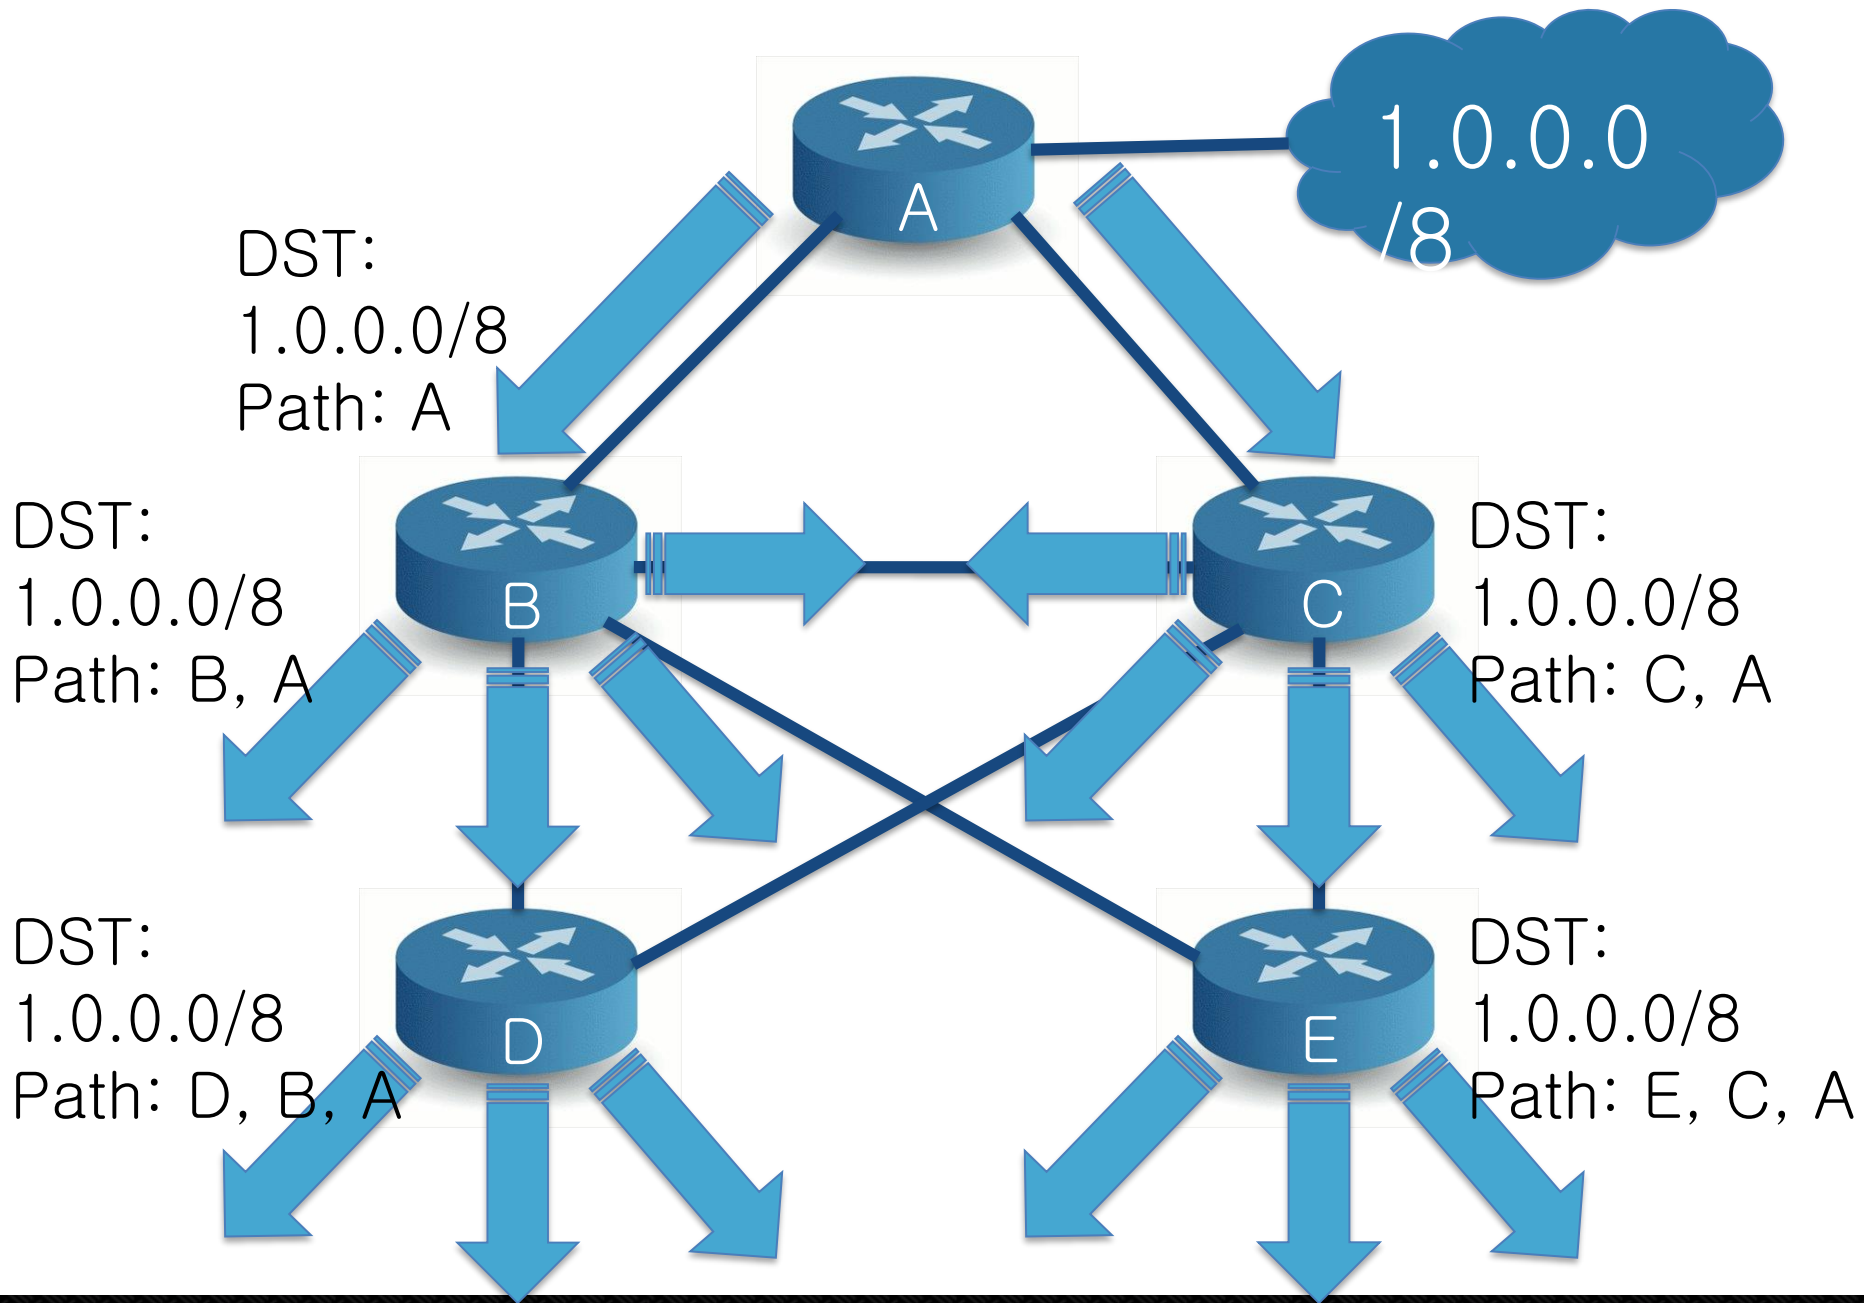 A
1.0.0.0
/8
DST:
1.0.0.0/8
Path: A
DST:
1.0.0.0/8
Path: B, A
B
C
DST:
1.0.0.0/8
Path: C, A
DST:
1.0.0.0/8
Path: D, B, A
D
E
DST:
1.0.0.0/8
Path: E, C, A